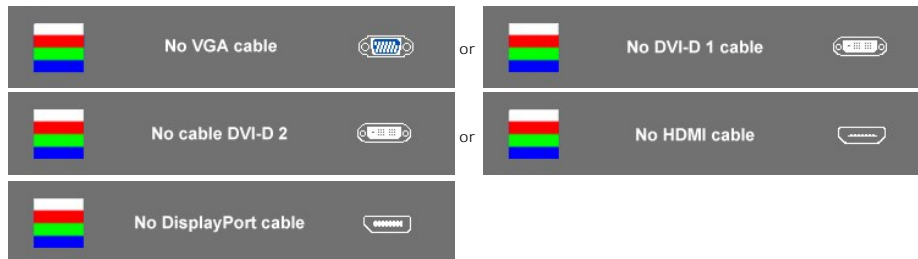 No VGA cable
or
No DVI-D 1 cable
No cable DVI-D 2
or
No HDMI cable
No DisplayPort cable